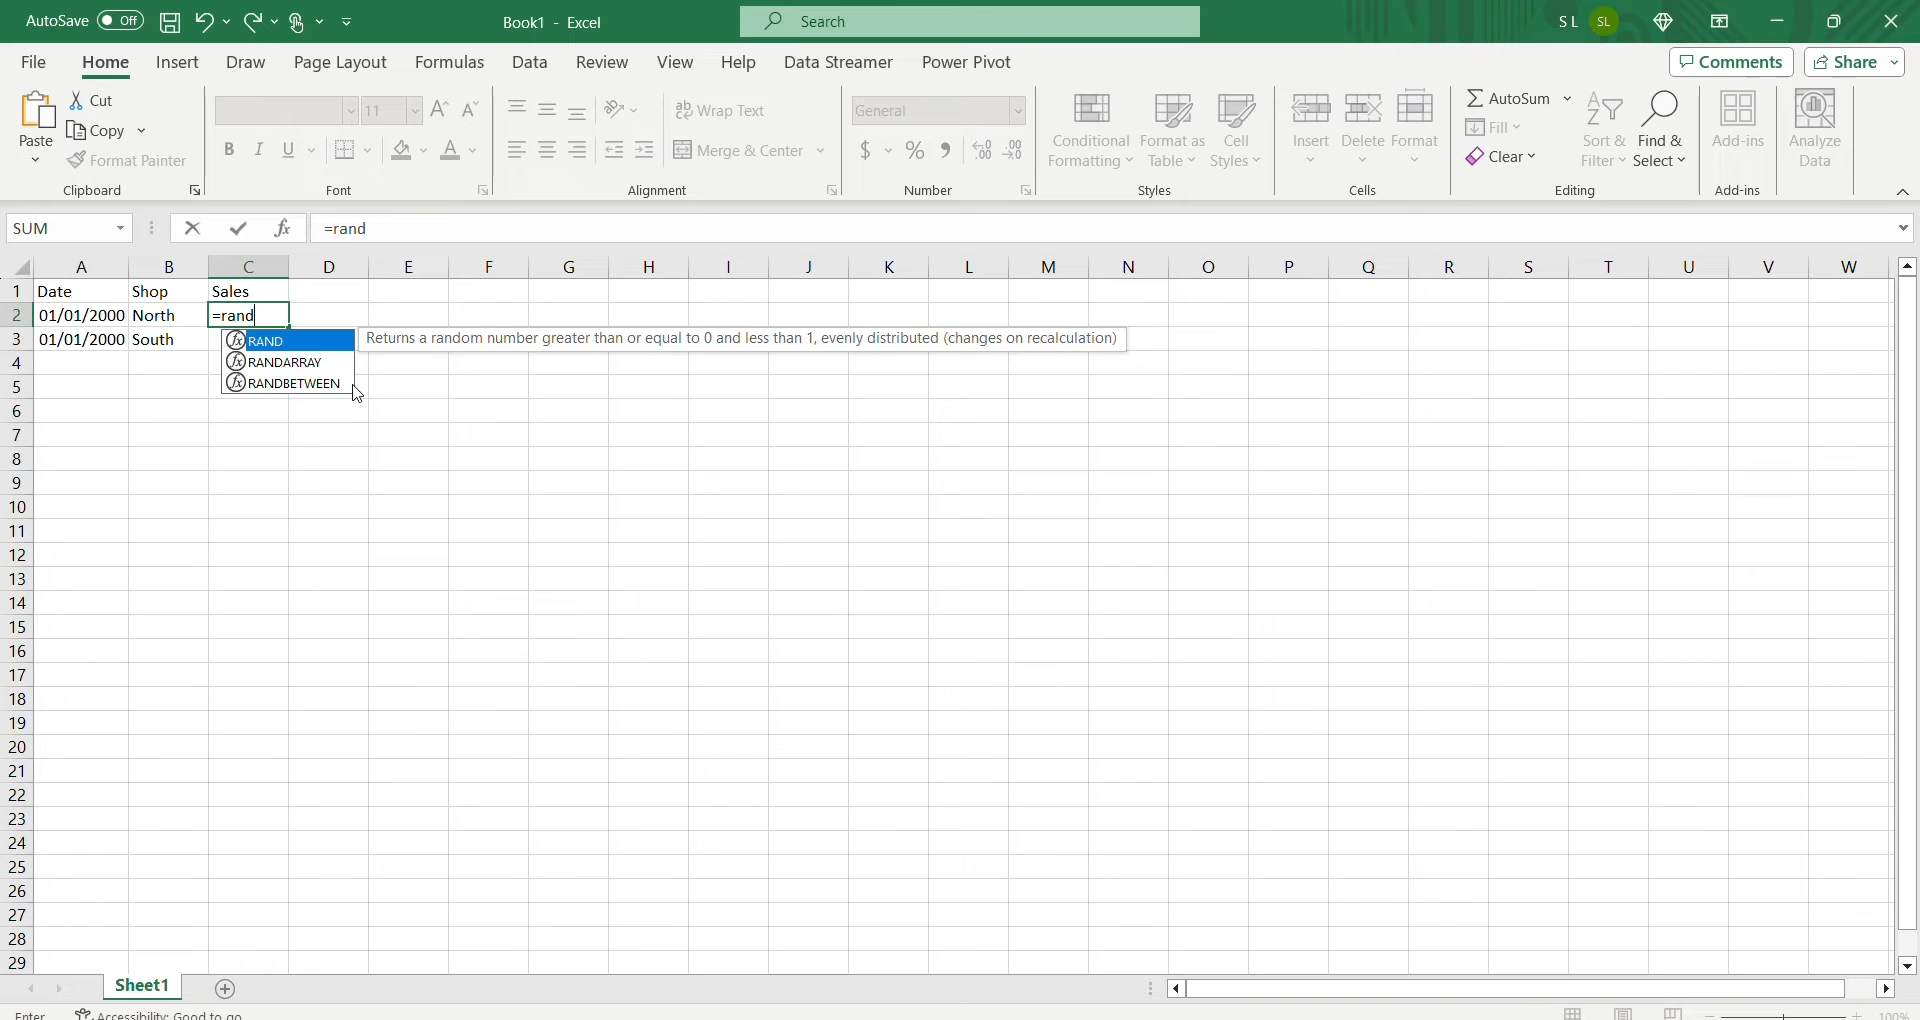 AutoSave Off Book1 - Excel Search S L SL
File Home Insert Draw Page Layout Formulas Data Review View Help Data Streamer Power Pivot Comments Share
Paste
Cut
Copy
Format Painter
Clipboard
11
B I U
Font
ab Wrap Text
Merge & Center
Alignment
General
$ % 9
Number
Conditional Formatting
Format as Table
Cell Styles
Styles
Insert Delete Format
Cells
AutoSum
Fill
Clear
Sort & Filter
Find & Select
Editing
Add-ins
Add-ins
Analyze Data
SUM fx =rand
A B C D E F G H I J K L M N O P Q R S T U V W
1 Date Shop Sales
2 01/01/2000 North =rand
3 01/01/2000 South
RAND Returns a random number greater than or equal to 0 and less than 1, evenly distributed (changes on recalculation)
RANDARRAY
RANDBETWEEN
4
5
6
7
8
9
10
11
12
13
14
15
16
17
18
19
20
21
22
23
24
25
26
27
28
29
Sheet1
Enter Accessibility: Good to go 100%